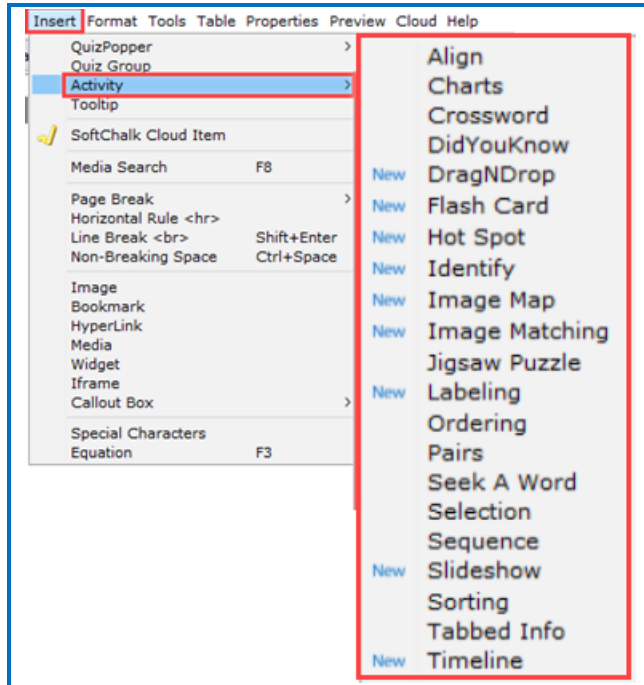 Insert Format Tools Table Properties Preview Cloud Help
QuizPopper >
Quiz Group
Activity >
Tooltip
SoftChalk Cloud Item
Media Search F8
Page Break >
Horizontal Rule <hr>
Line Break <br> Shift+Enter
Non-Breaking Space Ctrl+Space
Image
Bookmark
HyperLink
Media
Widget
Iframe
Callout Box >
Special Characters
Equation F3
Align
Charts
Crossword
DidYouKnow
New DragNDrop
New Flash Card
New Hot Spot
New Identify
New Image Map
New Image Matching
Jigsaw Puzzle
New Labeling
Ordering
Pairs
Seek A Word
Selection
Sequence
New Slideshow
Sorting
Tabbed Info
New Timeline